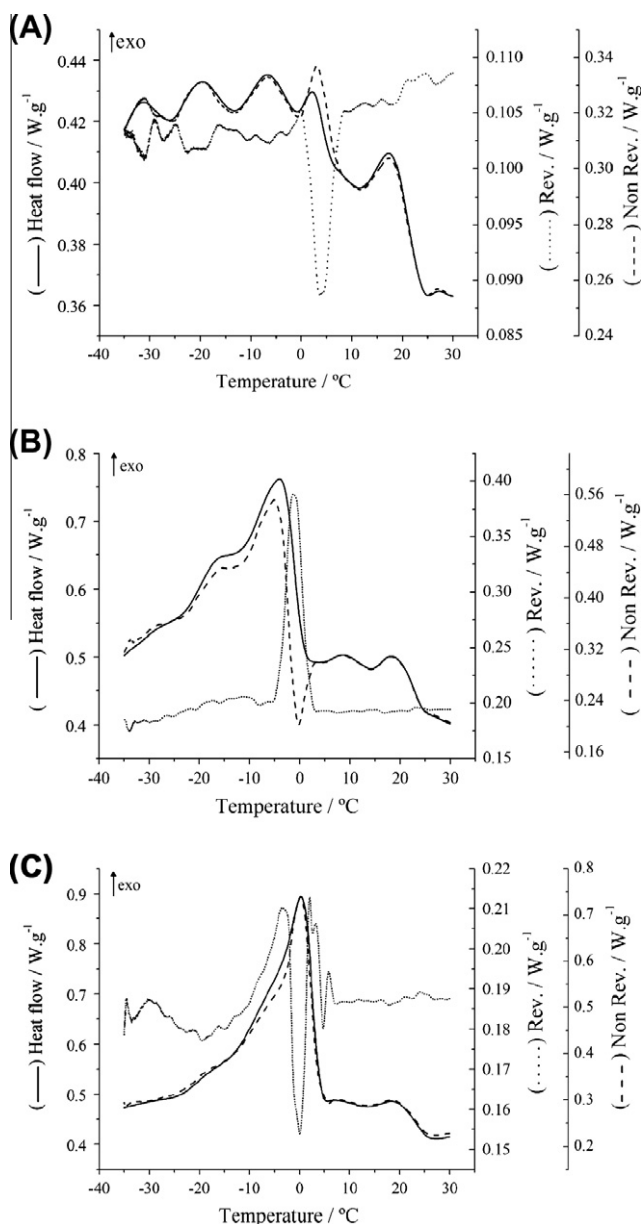 (A)
↑exo
0.44
0.42
0.40
0.38
0.36
(——) Heat flow / W.g-1
0.110
0.105
0.100
0.095
0.090
0.085
(·····) Rev. / W.g-1
0.34
0.32
0.30
0.28
0.26
0.24
(----) Non Rev. / W.g-1
-40 -30 -20 -10 0 10 20 30
Temperature / ºC
(B)
↑exo
0.8
0.7
0.6
0.5
0.4
(——) Heat flow / W.g-1
0.40
0.35
0.30
0.25
0.20
0.15
(······) Rev. / W.g-1
0.56
0.48
0.40
0.32
0.24
0.16
(---) Non Rev. / W.g-1
-40 -30 -20 -10 0 10 20 30
Temperature / ºC
(C)
↑exo
0.9
0.8
0.7
0.6
0.5
0.4
(——) Heat flow / W.g-1
0.22
0.21
0.20
0.19
0.18
0.17
0.16
0.15
(·····) Rev. / W.g-1
0.8
0.7
0.6
0.5
0.4
0.3
0.2
(---) Non Rev. / W.g-1
-40 -30 -20 -10 0 10 20 30
Temperature / ºC